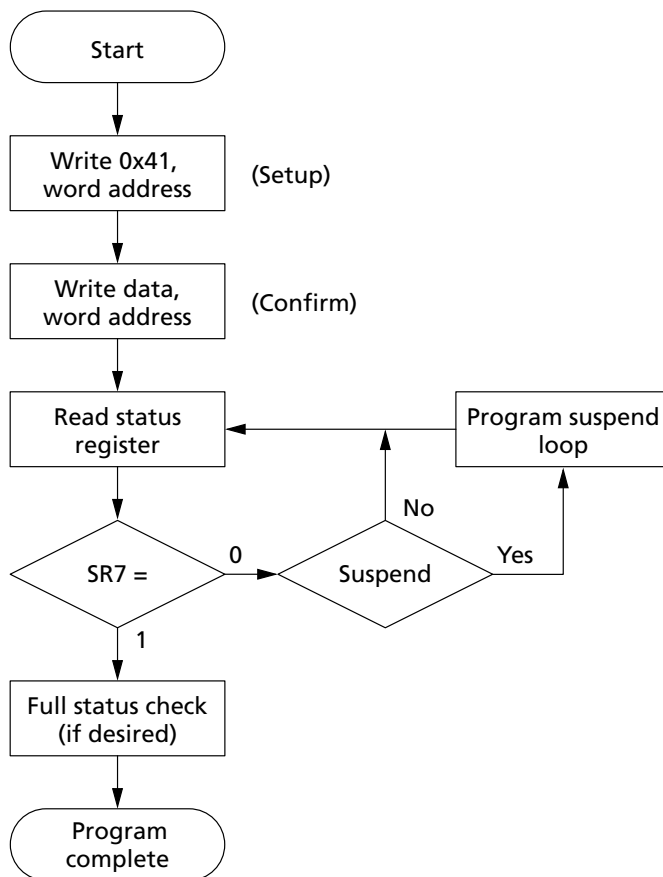 Start
Write 0x41,
word address
(Setup)
Write data,
word address
(Confirm)
Read status
register
Program suspend
loop
No
SR7 =
0
Suspend
Yes
1
Full status check
(if desired)
Program
complete